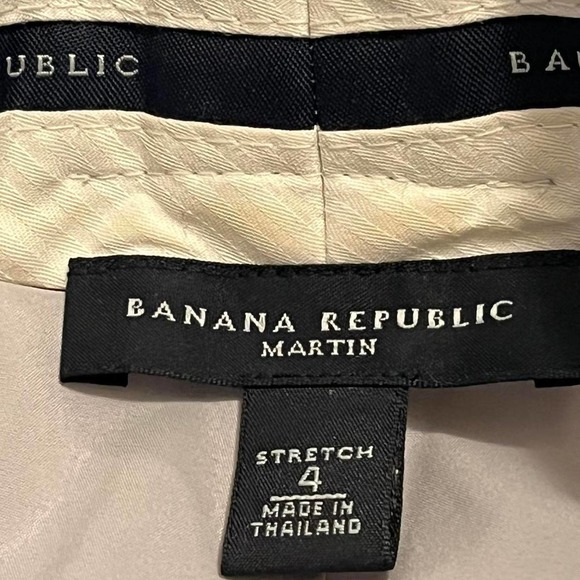 UBLIC BA
BANANA REPUBLIC
MARTIN
STRETCH
4
MADE IN
THAILAND